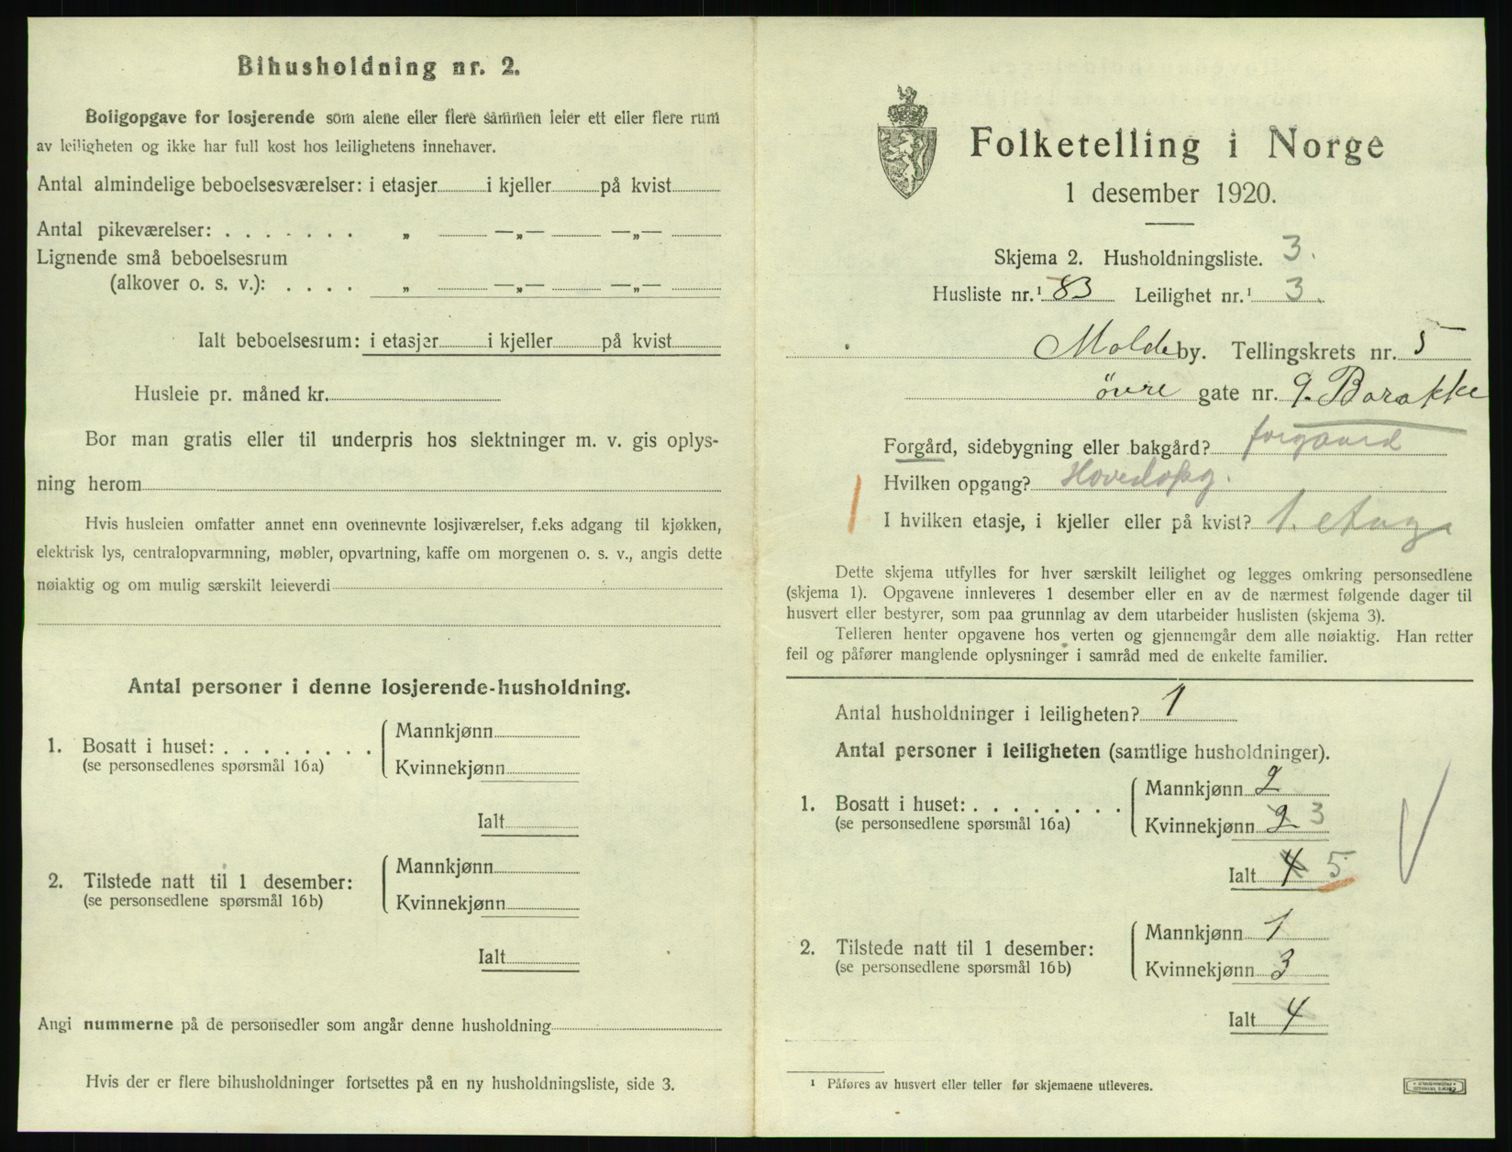 Bihusholdning nr. 2.
Boligopgave for losjerende som alene eller flere sammen leier ett eller flere rum
av leiligheten og ikke har full kost hos leilighetens innehaver.
Antal almindelige beboelsesværelser: i etasjer i kjeller på kvist
Antal pikeværelser: . . . . . . . „ —„— —„—
Lignende små beboelsesrum
(alkover o. s. v.): . . . . „ —„— —„—
Ialt beboelsesrum: i etasjer i kjeller på kvist
Husleie pr. måned kr.
Bor man gratis eller til underpris hos slektninger m. v. gis oplys-
ning herom
Hvis husleien omfatter annet enn ovennevnte losjiværelser, f.eks adgang til kjøkken,
elektrisk lys, centralopvarmning, møbler, opvartning, kaffe om morgenen o. s. v., angis dette
nøiaktig og om mulig særskilt leieverdi
Antal personer i denne losjerende-husholdning.
1. Bosatt i huset: . . . . . . . . Mannkjønn
(se personsedlenes spørsmål 16a) Kvinnekjønn
Ialt
2. Tilstede natt til 1 desember: Mannkjønn
(se personsedlene spørsmål 16b) Kvinnekjønn
Ialt
Angi nummerne på de personsedler som angår denne husholdning
Hvis der er flere bihusholdninger fortsettes på en ny husholdningsliste, side 3.
Folketelling i Norge
1 desember 1920.
Skjema 2. Husholdningsliste. 3.
Husliste nr.¹ 83 Leilighet nr.¹ 3.
Molde by. Tellingskrets nr. 5
øvre gate nr. 9. Barakke
Forgård, sidebygning eller bakgård? forgaard
Hvilken opgang? Hovedopg.
I hvilken etasje, i kjeller eller på kvist? 1. etag
Dette skjema utfylles for hver særskilt leilighet og legges omkring personsedlene
(skjema 1). Opgavene innleveres 1 desember eller en av de nærmest følgende dager til
husvert eller bestyrer, som paa grunnlag av dem utarbeider huslisten (skjema 3).
Telleren henter opgavene hos verten og gjennemgår dem alle nøiaktig. Han retter
feil og påfører manglende oplysninger i samråd med de enkelte familier.
Antal husholdninger i leiligheten? 1
Antal personer i leiligheten (samtlige husholdninger).
1. Bosatt i huset: . . . . . . . . Mannkjønn 2
(se personsedlene spørsmål 16a) Kvinnekjønn 2 3
Ialt 4 5
2. Tilstede natt til 1 desember: Mannkjønn 1
(se personsedlene spørsmål 16b) Kvinnekjønn 3
Ialt 4
¹ Påføres av husvert eller teller før skjemaene utleveres.